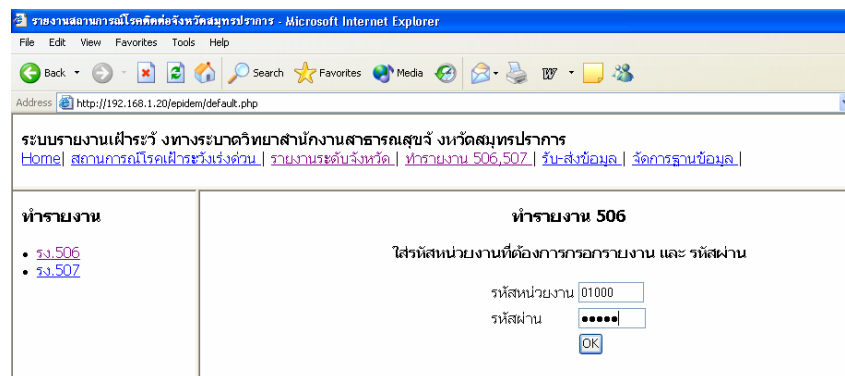 รายงานสถานการณ์โรคติดต่อจังหวัดสมุทรปราการ - Microsoft Internet Explorer
File Edit View Favorites Tools Help
Back Search Favorites Media
Address http://192.168.1.20/epidem/default.php
ระบบรายงานเฝ้าระวั งทางระบาดวิทยาสำนักงานสาธารณสุขจั งหวัดสมุทรปราการ
Home| สถานการณ์โรคเฝ้าระวังเร่งด่วน | รายงานระดับจังหวัด | ทำรายงาน 506,507 | รับ-ส่งข้อมูล | จัดการฐานข้อมูล |
ทำรายงาน
• รง.506
• รง.507
ทำรายงาน 506
ใส่รหัสหน่วยงานที่ต้องการกรอกรายงาน และ รหัสผ่าน
รหัสหน่วยงาน 01000
รหัสผ่าน •••••
OK